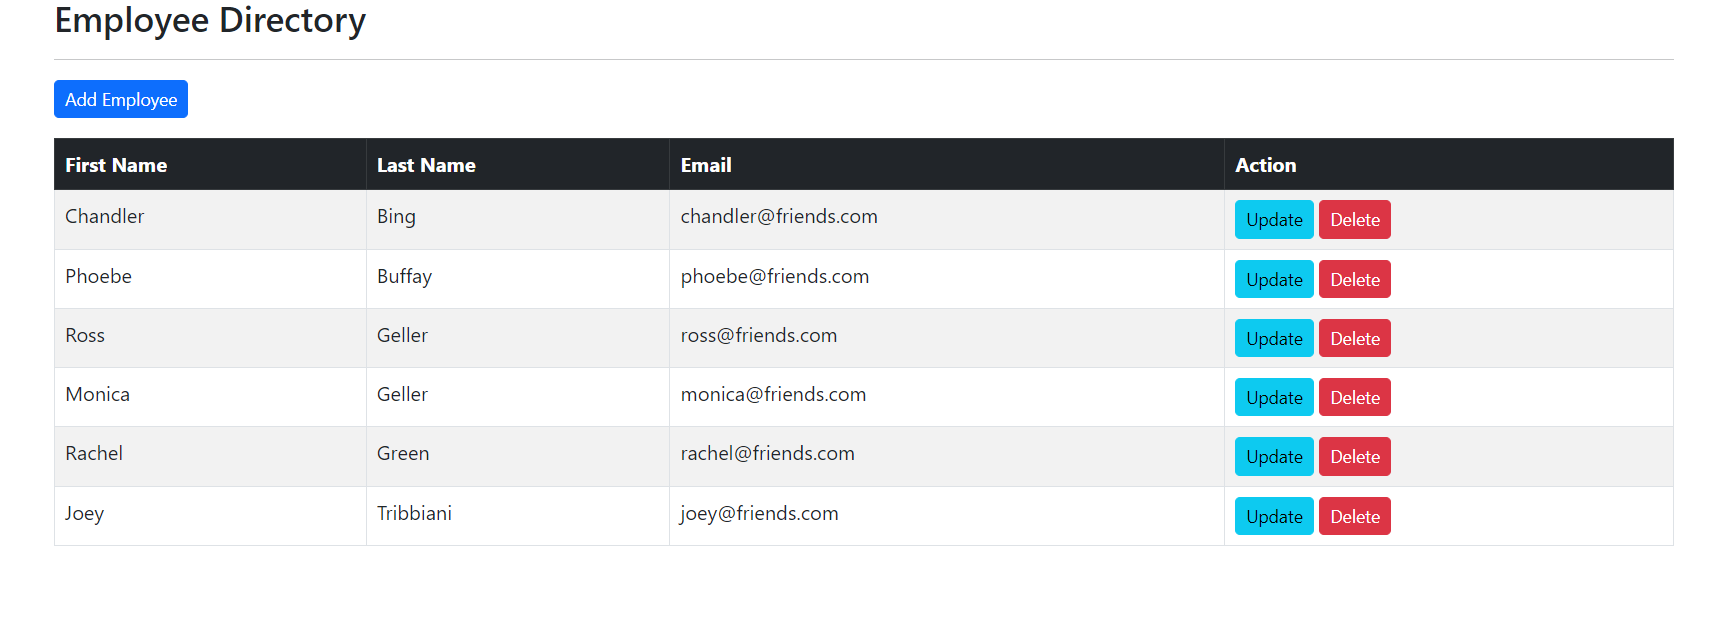 Employee Directory
Add Employee
First Name Last Name Email Action
Chandler Bing chandler@friends.com Update Delete
Phoebe Buffay phoebe@friends.com Update Delete
Ross Geller ross@friends.com Update Delete
Monica Geller monica@friends.com Update Delete
Rachel Green rachel@friends.com Update Delete
Joey Tribbiani joey@friends.com Update Delete